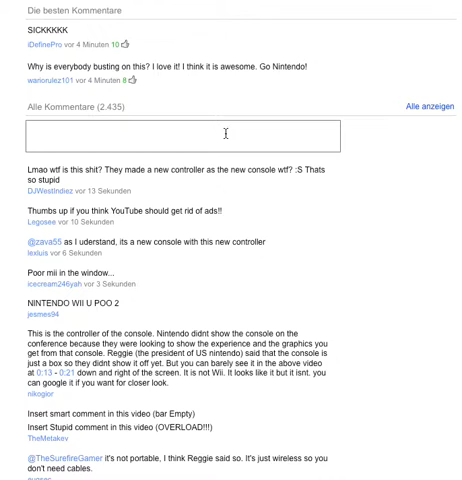 Die besten Kommentare
SICKKKKK
iDefinePro vor 4 Minuten 10
Why is everybody busting on this? I love it! I think it is awesome. Go Nintendo!
wariorulez101 vor 4 Minuten 8
Alle Kommentare (2.435)
Alle anzeigen
Lmao wtf is this shit? They made a new controller as the new console wtf? :S Thats
so stupid
DJWestIndiez vor 13 Sekunden
Thumbs up if you think YouTube should get rid of ads!!
Legosee vor 10 Sekunden
@zava55 as I uderstand, its a new console with this new controller
lexiuis vor 6 Sekunden
Poor mii in the window...
icecream246yah vor 3 Sekunden
NINTENDO WII U POO 2
jesmes94
This is the controller of the console. Nintendo didnt show the console on the
conference because they were looking to show the experience and the graphics you
get from that console. Reggie (the president of US nintendo) said that the console is
just a box so they didnt show it off yet. But you can barely see it in the above video
at 0:13 - 0:21 down and right of the screen. It is not Wii. It looks like it but it isnt. you
can google it if you want for closer look.
nikogior
Insert smart comment in this video (bar Empty)
Insert Stupid comment in this video (OVERLOAD!!!)
TheMetakev
@TheSurefireGamer it's not portable, I think Reggie said so. It's just wireless so you
don't need cables.